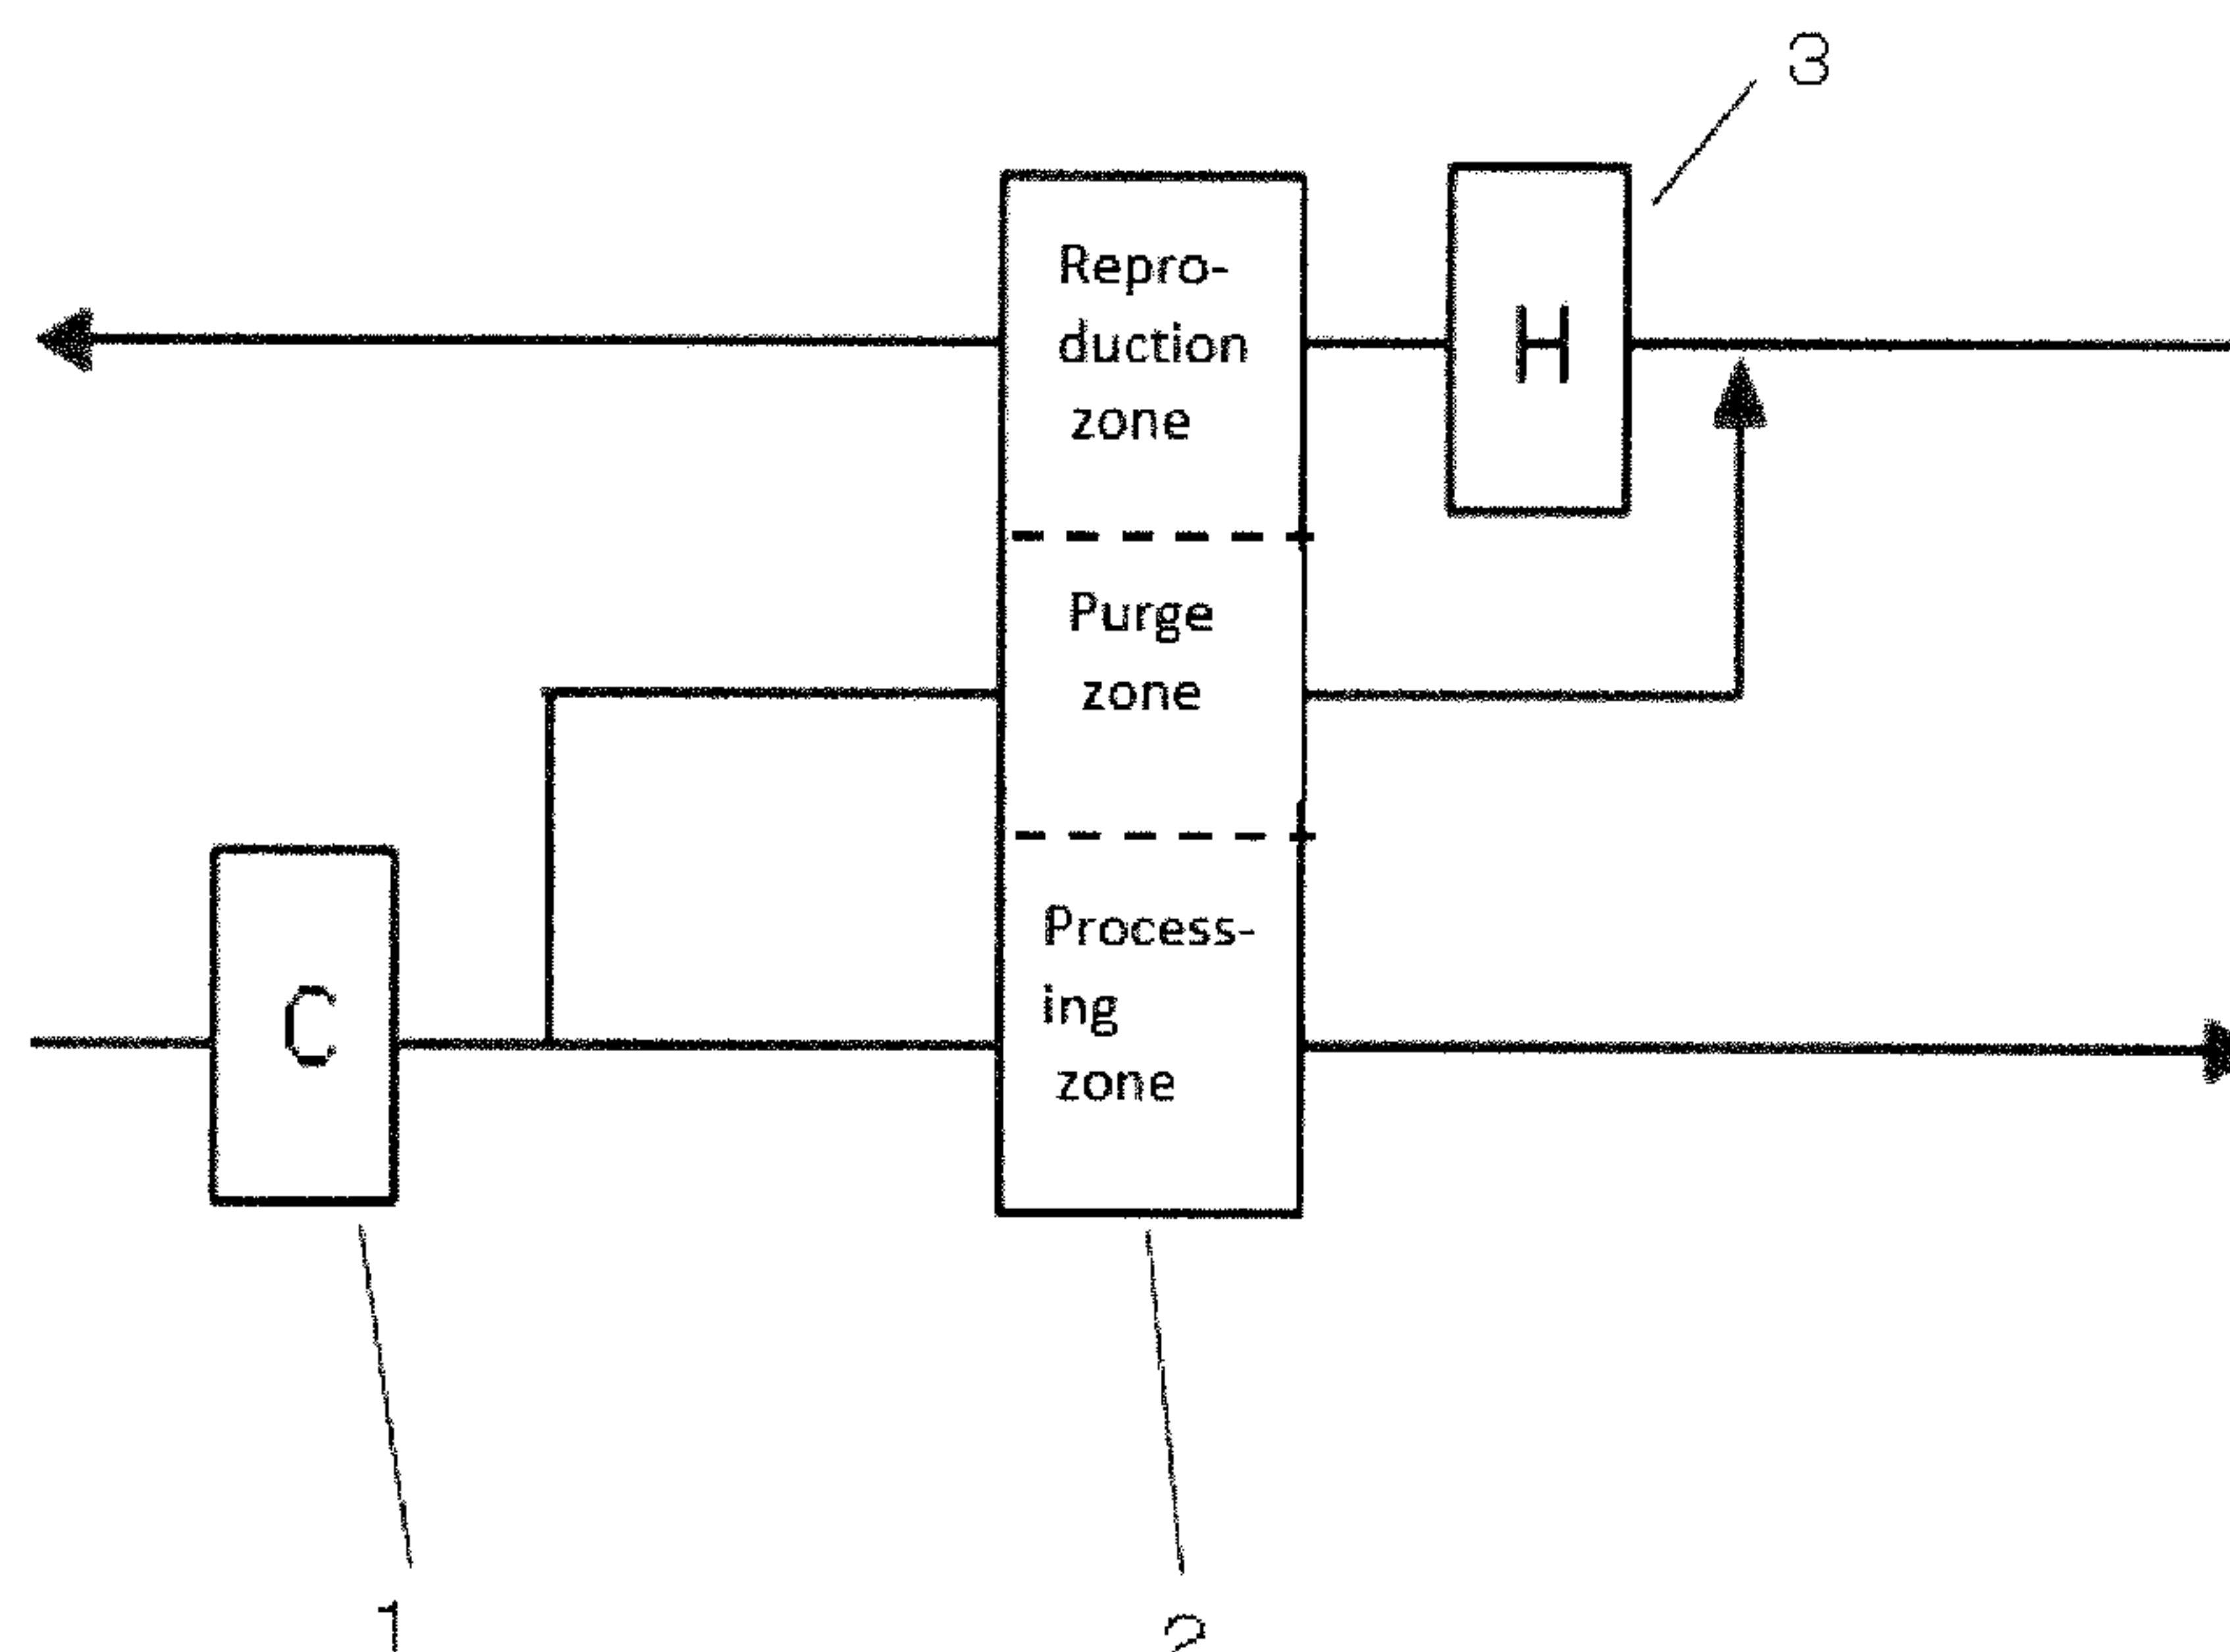 3
Repro-
duction
zone
H
Purge
zone
Process-
ing
zone
C
1
2